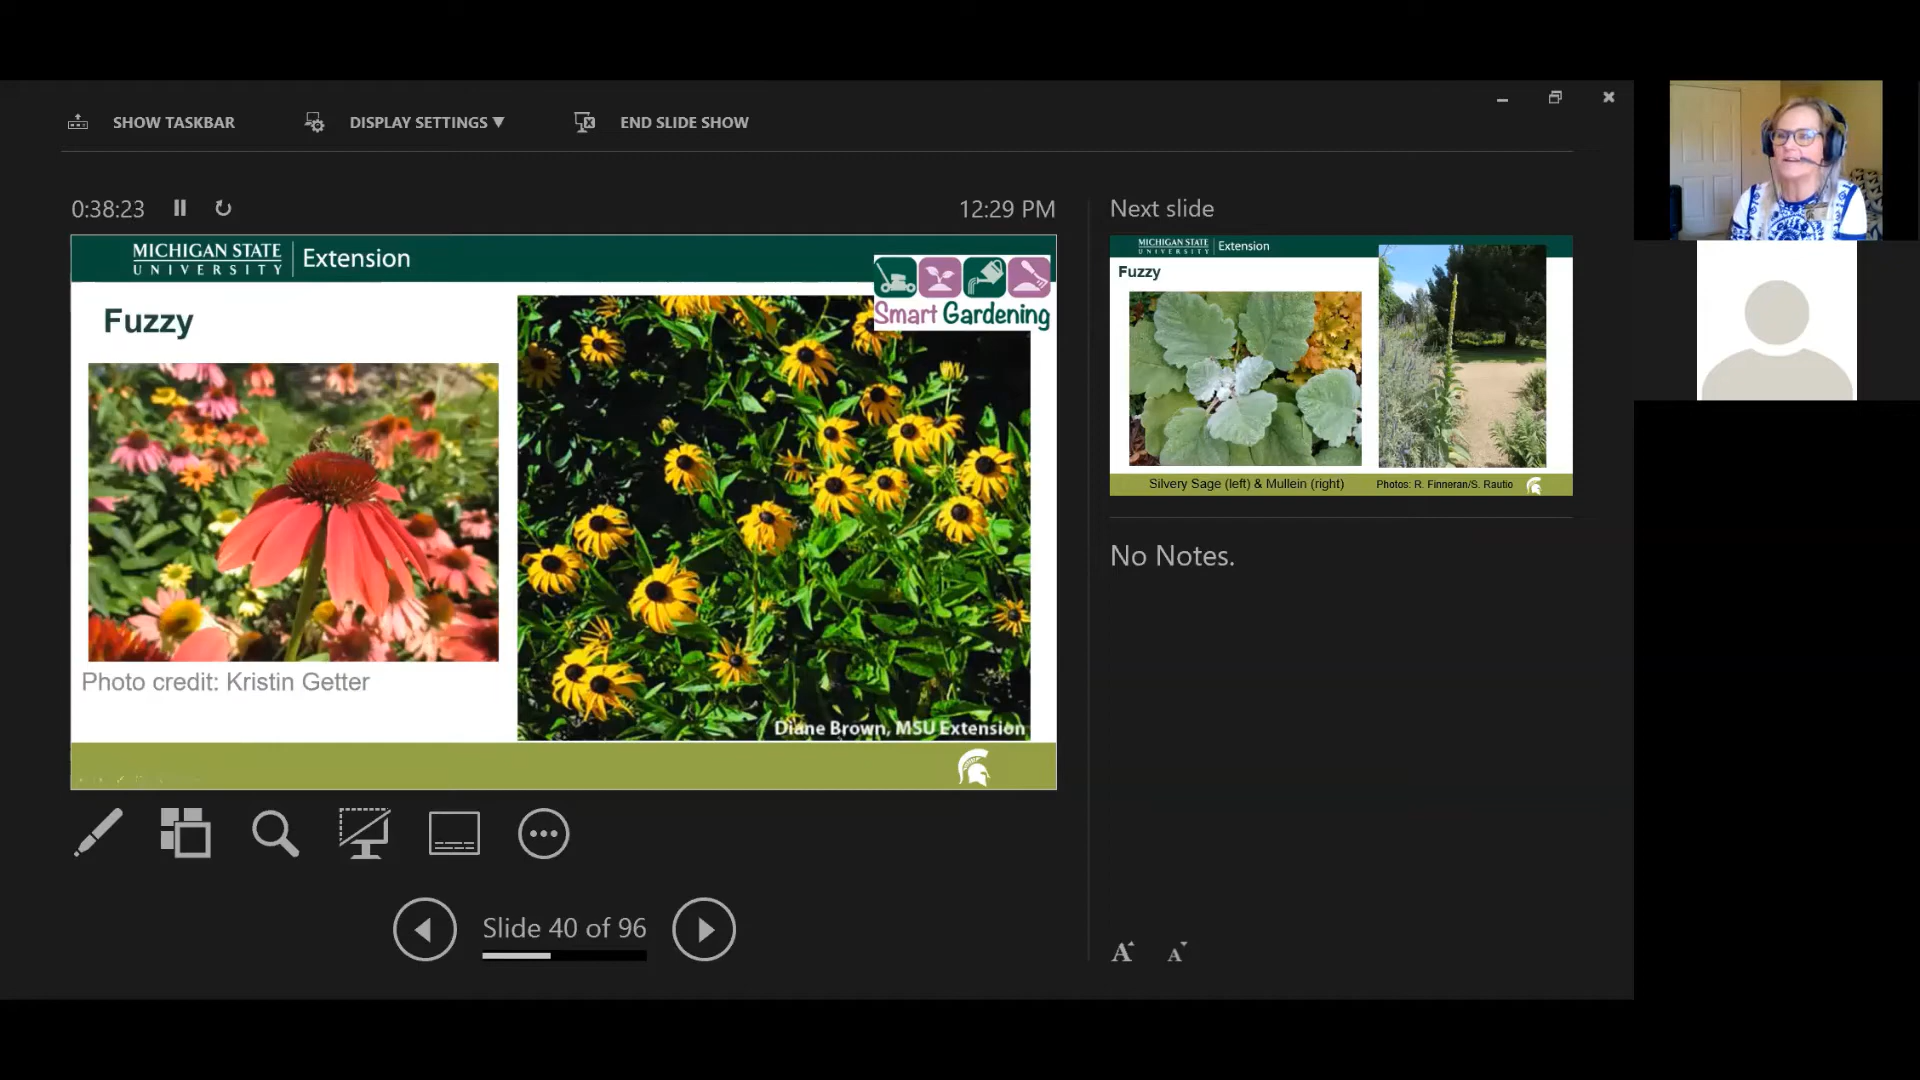 SHOW TASKBAR
DISPLAY SETTINGS ▼
END SLIDE SHOW
0:38:23
12:29 PM
MICHIGAN STATE
UNIVERSITY
Extension
Smart Gardening
Fuzzy
Photo credit: Kristin Getter
Diane Brown, MSU Extension
Slide 40 of 96
Next slide
MICHIGAN STATE
UNIVERSITY
Extension
Fuzzy
Silvery Sage (left) & Mullein (right)
Photos: R. Finneran/S. Rautio
No Notes.
A
A